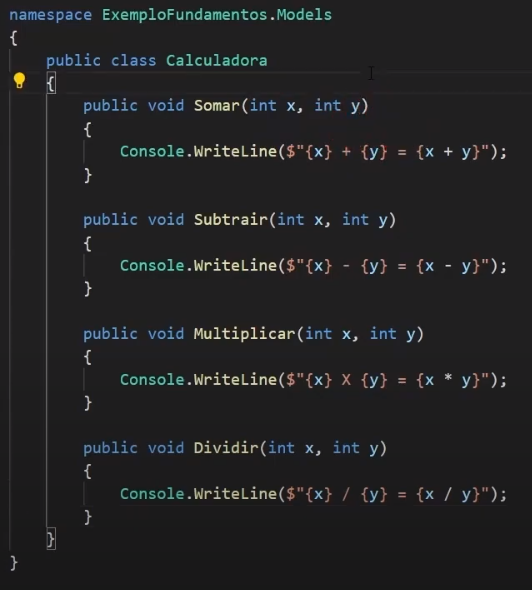 namespace ExemploFundamentos.Models
{
    public class Calculadora
    {
        public void Somar(int x, int y)
        {
            Console.WriteLine($"{x} + {y} = {x + y}");
        }

        public void Subtrair(int x, int y)
        {
            Console.WriteLine($"{x} - {y} = {x - y}");
        }

        public void Multiplicar(int x, int y)
        {
            Console.WriteLine($"{x} X {y} = {x * y}");
        }

        public void Dividir(int x, int y)
        {
            Console.WriteLine($"{x} / {y} = {x / y}");
        }
    }
}